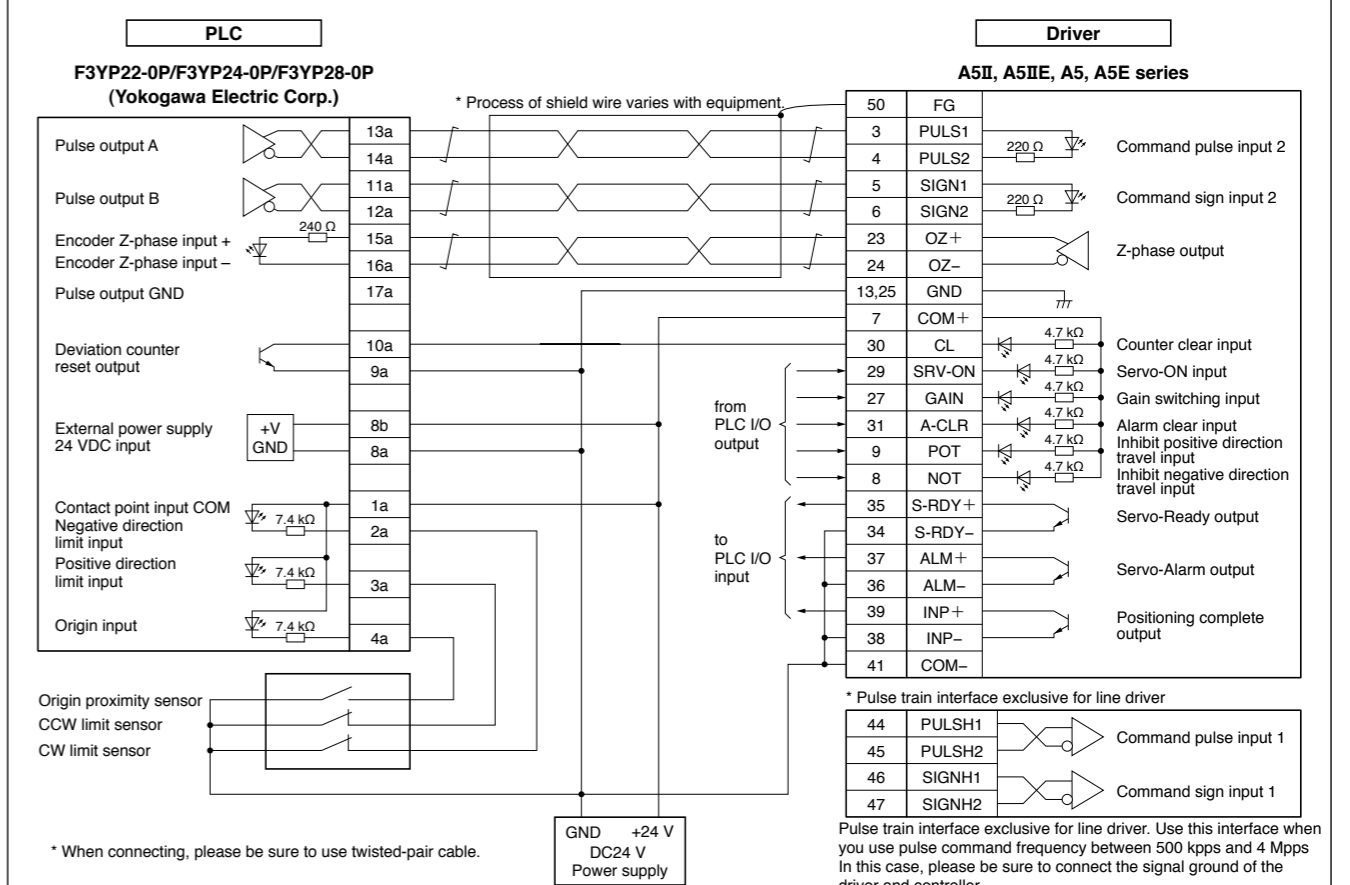 PLC
Driver
F3YP22-0P/F3YP24-0P/F3YP28-0P
(Yokogawa Electric Corp.)
A5II, A5IIE, A5, A5E series
* Process of shield wire varies with equipment.
Pulse output A
13a
14a
Pulse output B
11a
12a
240 Ω
Encoder Z-phase input +
15a
Encoder Z-phase input –
16a
Pulse output GND
17a
Deviation counter
reset output
10a
9a
External power supply
24 VDC input
+V
GND
8b
8a
Contact point input COM
1a
Negative direction
limit input
7.4 kΩ
2a
Positive direction
limit input
7.4 kΩ
3a
Origin input
7.4 kΩ
4a
Origin proximity sensor
CCW limit sensor
CW limit sensor
* When connecting, please be sure to use twisted-pair cable.
GND +24 V
DC24 V
Power supply
from
PLC I/O
output
to
PLC I/O
input
50 FG
3 PULS1
4 PULS2
220 Ω
Command pulse input 2
5 SIGN1
6 SIGN2
220 Ω
Command sign input 2
23 OZ+
24 OZ–
Z-phase output
13,25 GND
7 COM+
30 CL 4.7 kΩ Counter clear input
29 SRV-ON 4.7 kΩ Servo-ON input
27 GAIN 4.7 kΩ Gain switching input
31 A-CLR 4.7 kΩ Alarm clear input
9 POT 4.7 kΩ Inhibit positive direction
travel input
8 NOT 4.7 kΩ Inhibit negative direction
travel input
35 S-RDY+
34 S-RDY–
Servo-Ready output
37 ALM+
36 ALM–
Servo-Alarm output
39 INP+
38 INP–
Positioning complete
output
41 COM–
* Pulse train interface exclusive for line driver
44 PULSH1
45 PULSH2
Command pulse input 1
46 SIGNH1
47 SIGNH2
Command sign input 1
Pulse train interface exclusive for line driver. Use this interface when
you use pulse command frequency between 500 kpps and 4 Mpps
In this case, please be sure to connect the signal ground of the
driver and controller